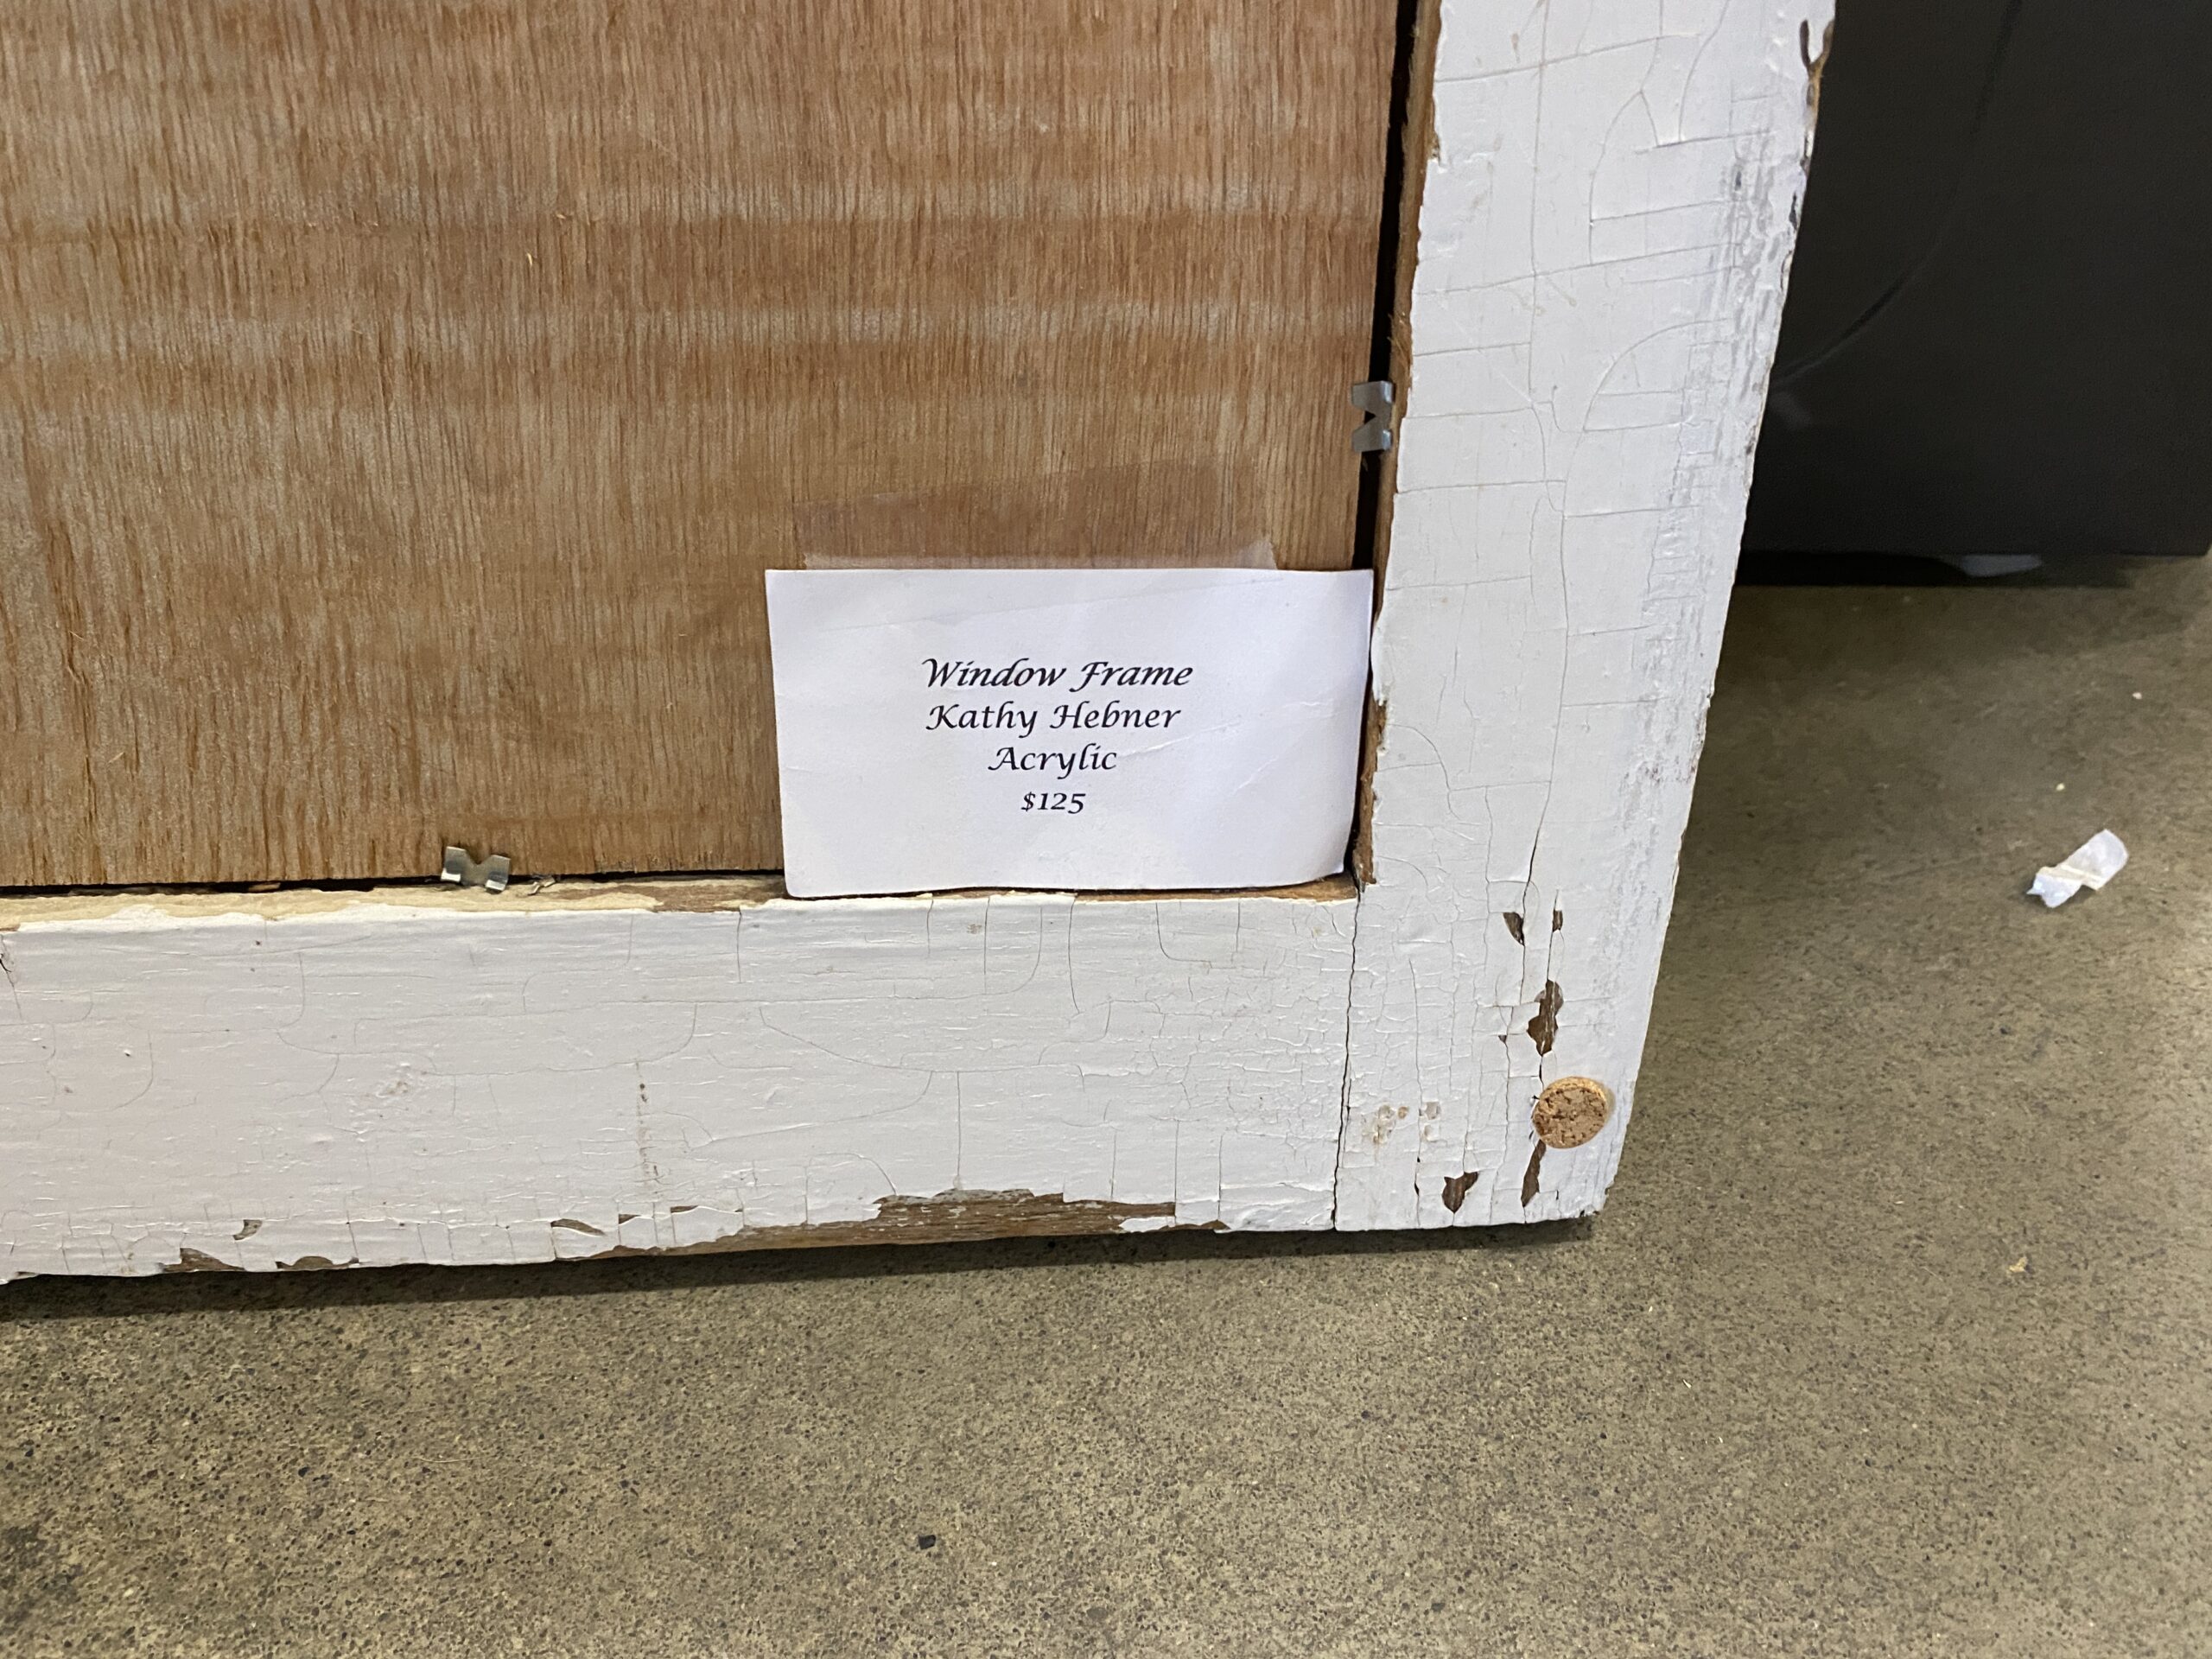 Window Frame
Kathy Hebner
Acrylic
$125